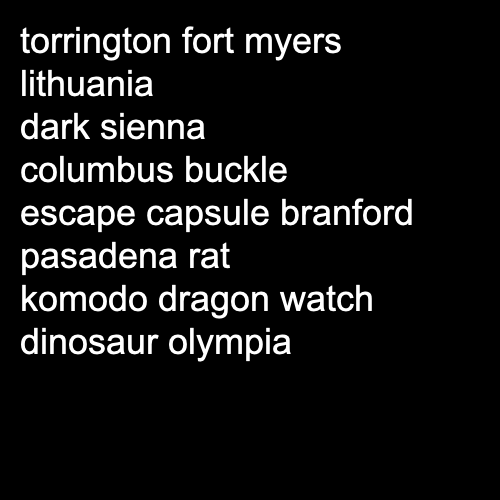 torrington fort myers
lithuania
dark sienna
columbus buckle
escape capsule branford
pasadena rat
komodo dragon watch
dinosaur olympia